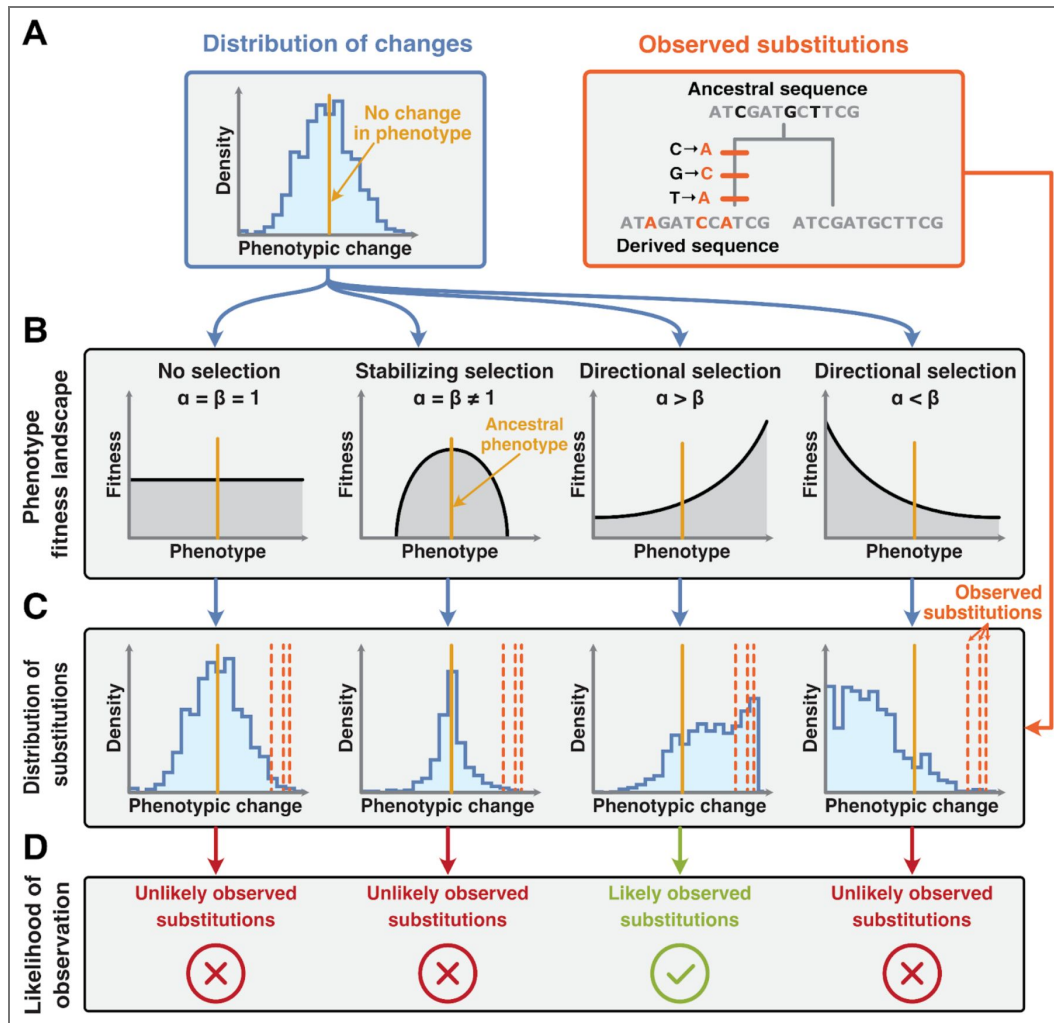 A
Distribution of changes
Density
No change
in phenotype
Phenotypic change
Observed substitutions
Ancestral sequence
ATCGATGCTTCG
C→A
G→C
T→A
ATAGATCCATCG
ATCGATGCTTCG
Derived sequence
B
Phenotype
fitness landscape
No selection
α = β = 1
Fitness
Phenotype
Stabilizing selection
α = β ≠ 1
Ancestral
phenotype
Fitness
Phenotype
Directional selection
α > β
Fitness
Phenotype
Directional selection
α < β
Fitness
Phenotype
C
Observed
substitutions
Distribution of
substitutions
Density
Phenotypic change
Density
Phenotypic change
Density
Phenotypic change
Density
Phenotypic change
D
Likelihood of
observation
Unlikely observed
substitutions
Unlikely observed
substitutions
Likely observed
substitutions
Unlikely observed
substitutions